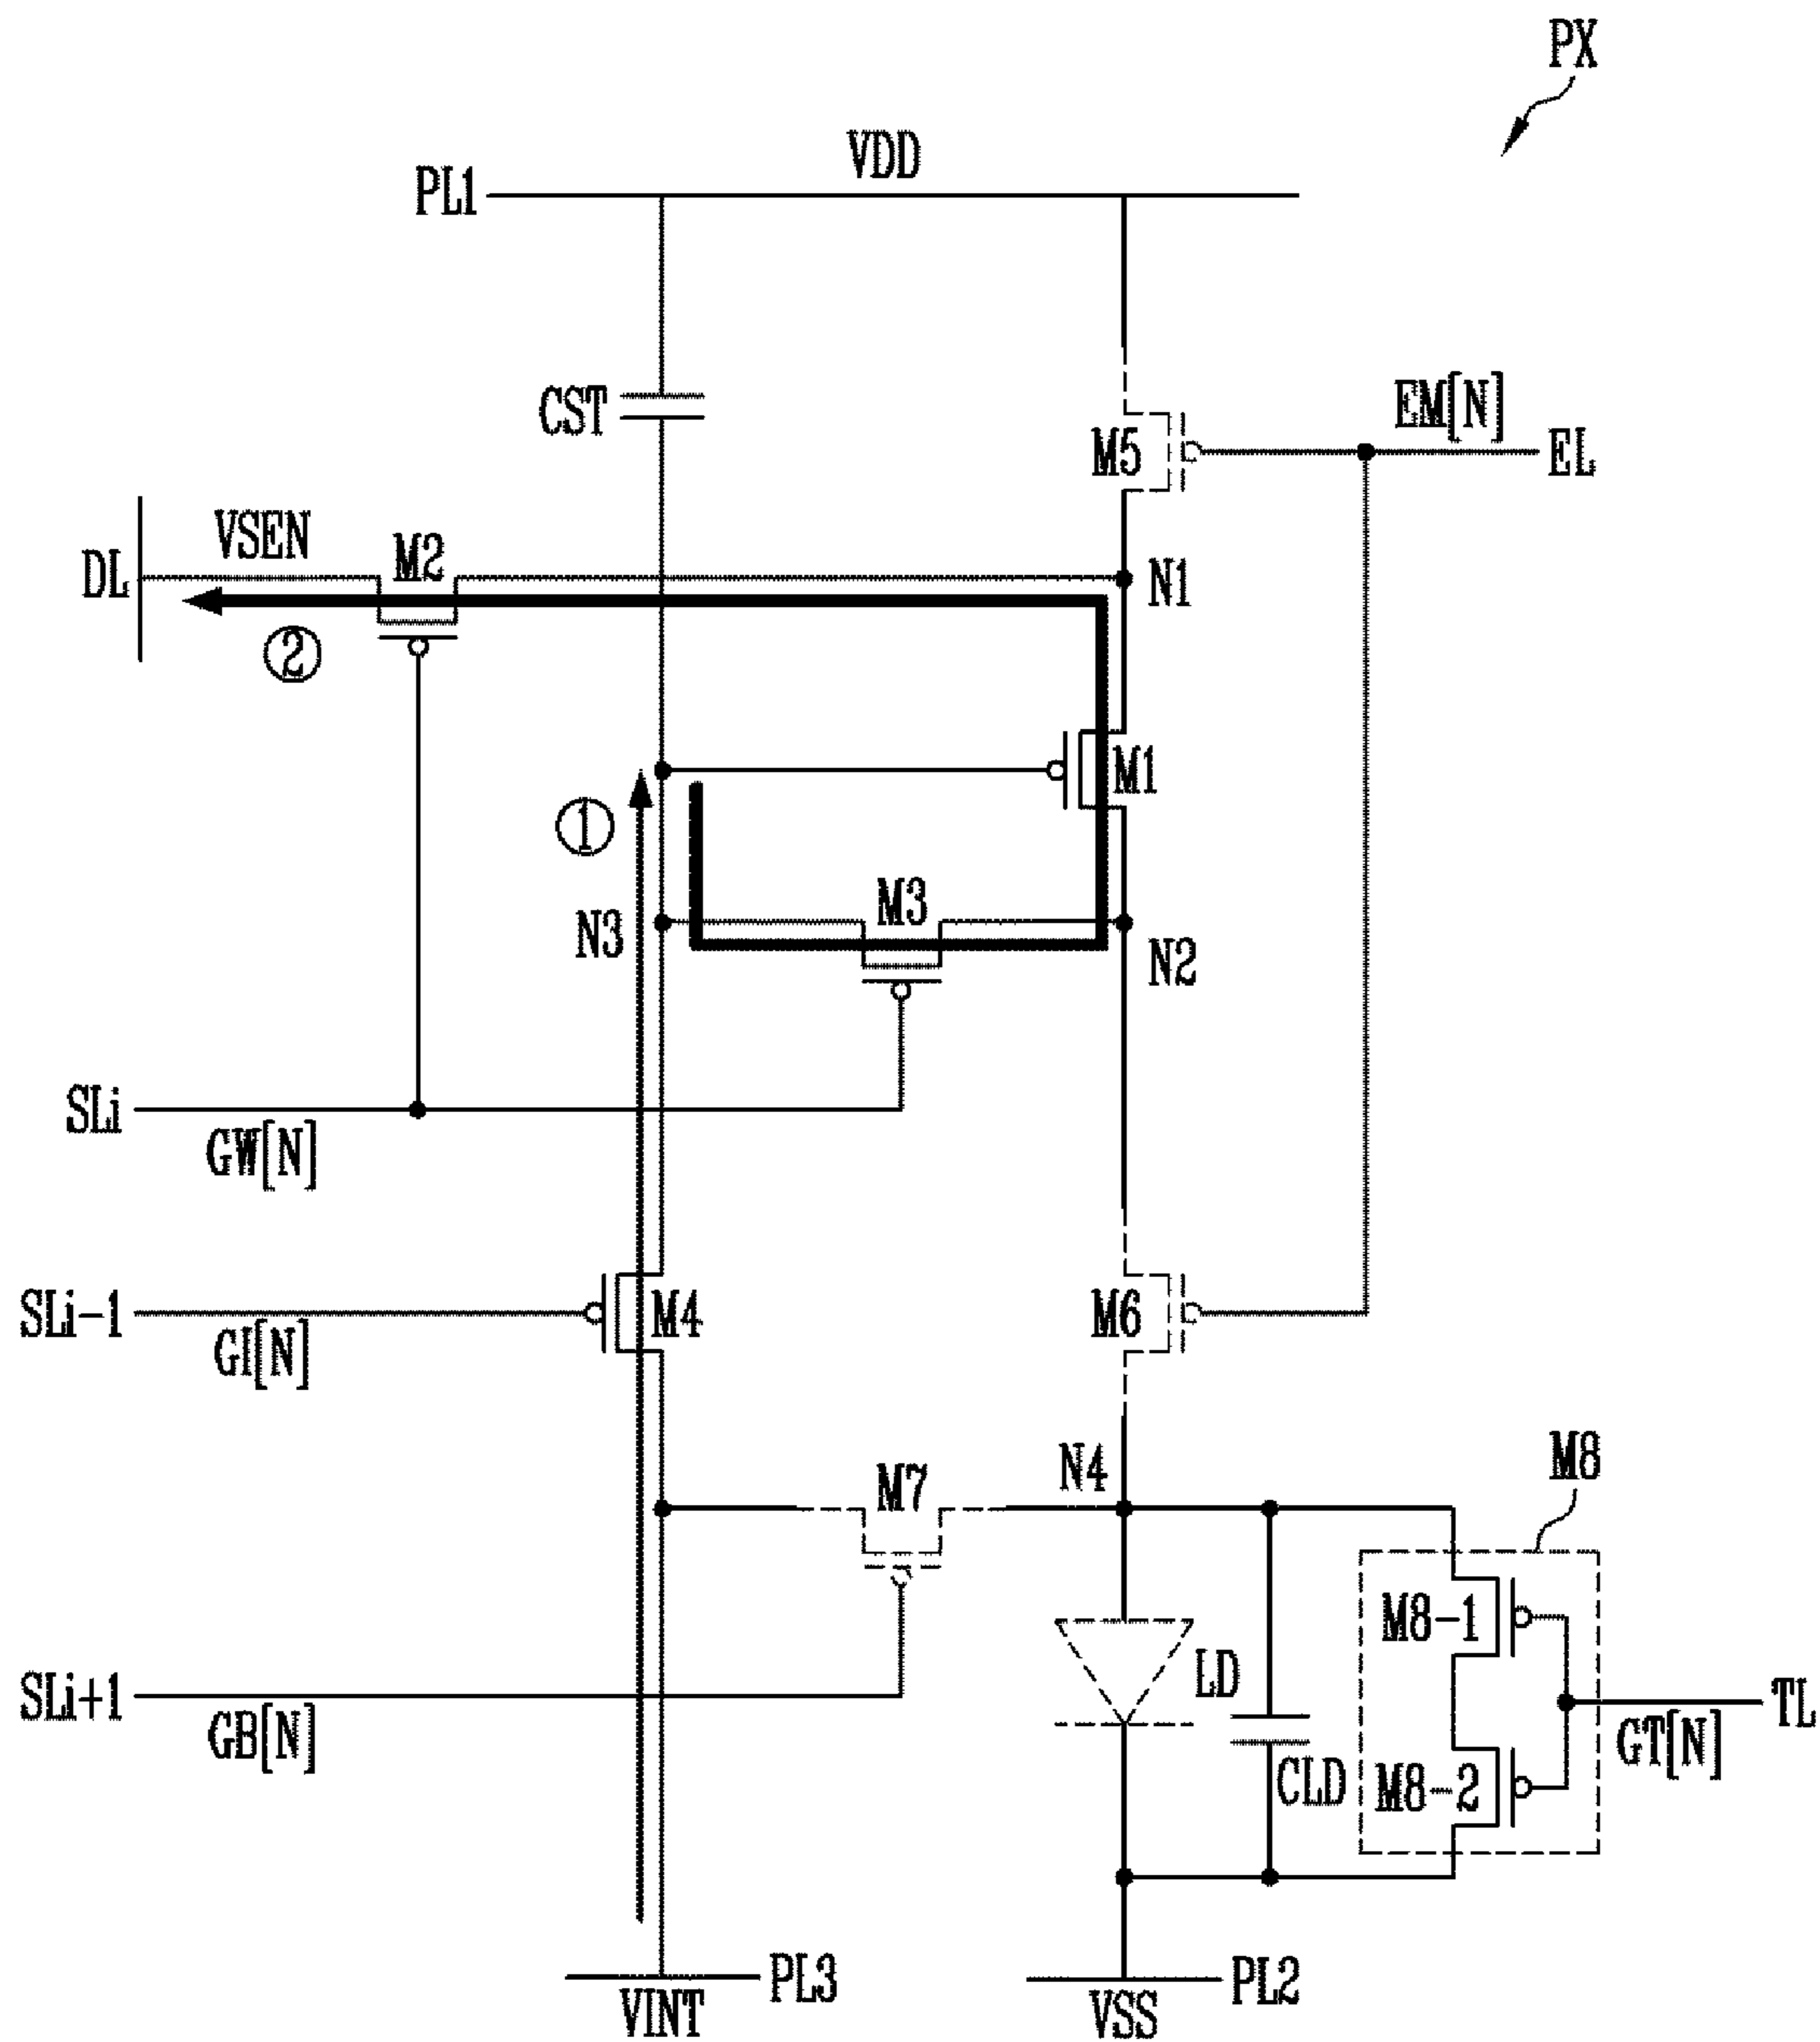 PX
VDD
PL1
CST
EM[N]
M5
EL
VSEN
M2
DL
N1
②
M1
①
M3
N3
N2
SLi
GW[N]
SLi-1
M4
M6
GI[N]
M8
N4
M7
M8-1
LD
SLi+1
TL
GB[N]
GT[N]
CLD
M8-2
PL3
PL2
VINT
VSS